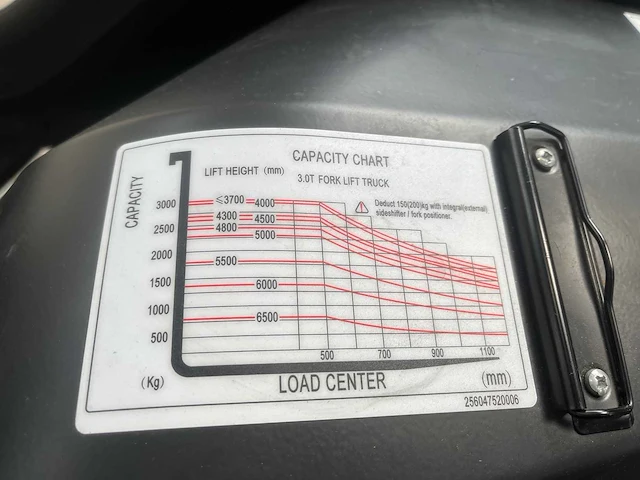 CAPACITY CHART
LIFT HEIGHT (mm)
3.0T FORK LIFT TRUCK
Deduct 150(200)kg with integral(external)
sideshifter / fork positioner.
CAPACITY
3000
2500
2000
1500
1000
500
(Kg)
≤3700 4000
4300 4500
4800
5000
5500
6000
6500
500 700 900 1100
LOAD CENTER (mm)
256047520006